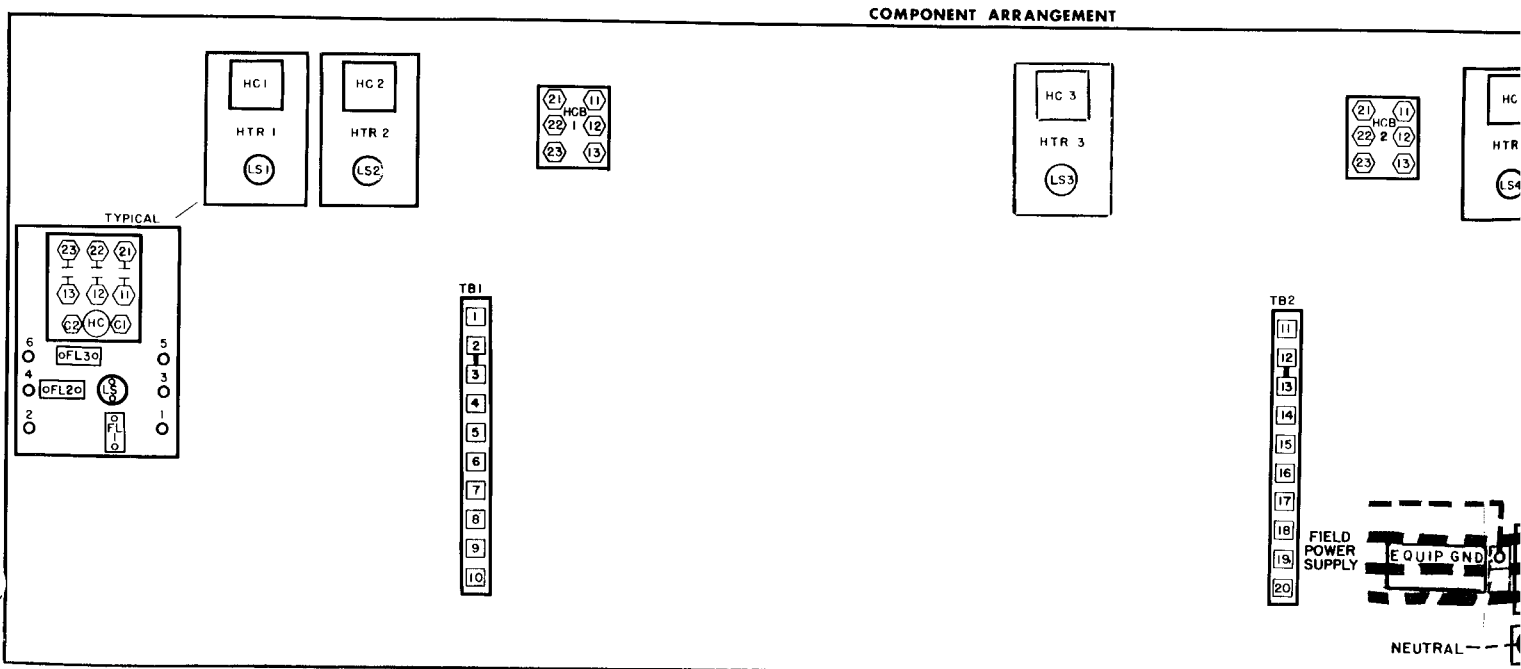 COMPONENT ARRANGEMENT
HC1
HTR 1
LS1
HC 2
HTR 2
LS2
21 11
HCB
22 1 12
23 13
HC 3
HTR 3
LS3
21 11
HCB
22 2 12
23 13
HC
HTR
LS4
TYPICAL
23 22 21
13 12 11
C2 HC C1
6 FL3 5
4 FL2 LS 3
2 FL 1 1
TB1
1
2
3
4
5
6
7
8
9
10
TB2
11
12
13
14
15
16
17
18
19
20
FIELD
POWER
SUPPLY
EQUIP GND
NEUTRAL